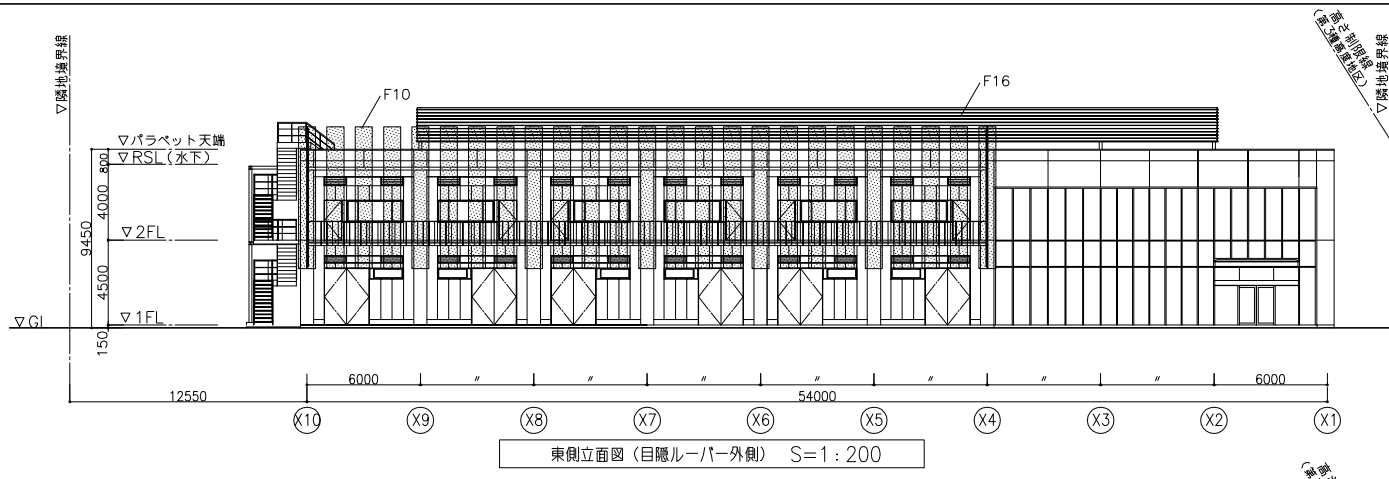 ▽隣地境界線
高さ制限線
(第3種高度地区)
▽隣地境界線
F10
F16
▽パラペット天端
▽RSL(水下)
800
4000
9450
▽2FL
4500
▽GL
▽1FL
150
6000 〃 〃 〃 〃 〃 〃 〃 6000
12550 54000
X10 X9 X8 X7 X6 X5 X4 X3 X2 X1
東側立面図(目隠ルーバー外側) S=1:200